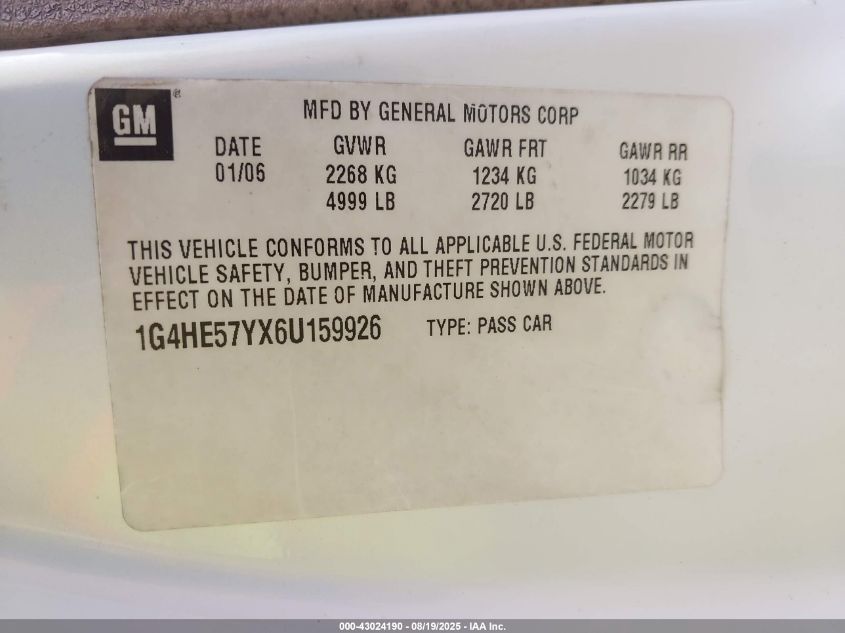 GM ®
MFD BY GENERAL MOTORS CORP
DATE GVWR GAWR FRT GAWR RR
01/06 2268 KG 1234 KG 1034 KG
4999 LB 2720 LB 2279 LB
THIS VEHICLE CONFORMS TO ALL APPLICABLE U.S. FEDERAL MOTOR
VEHICLE SAFETY, BUMPER, AND THEFT PREVENTION STANDARDS IN
EFFECT ON THE DATE OF MANUFACTURE SHOWN ABOVE.
1G4HE57YX6U159926 TYPE: PASS CAR
000-43024190 - 08/19/2025 - IAA Inc.